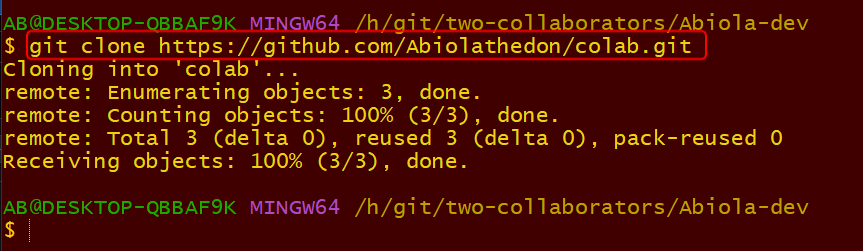 AB@DESKTOP-QBBAF9K MINGW64 /h/git/two-collaborators/Abiola-dev
$ git clone https://github.com/Abiolathedon/colab.git
Cloning into 'colab'...
remote: Enumerating objects: 3, done.
remote: Counting objects: 100% (3/3), done.
remote: Total 3 (delta 0), reused 3 (delta 0), pack-reused 0
Receiving objects: 100% (3/3), done.
AB@DESKTOP-QBBAF9K MINGW64 /h/git/two-collaborators/Abiola-dev
$